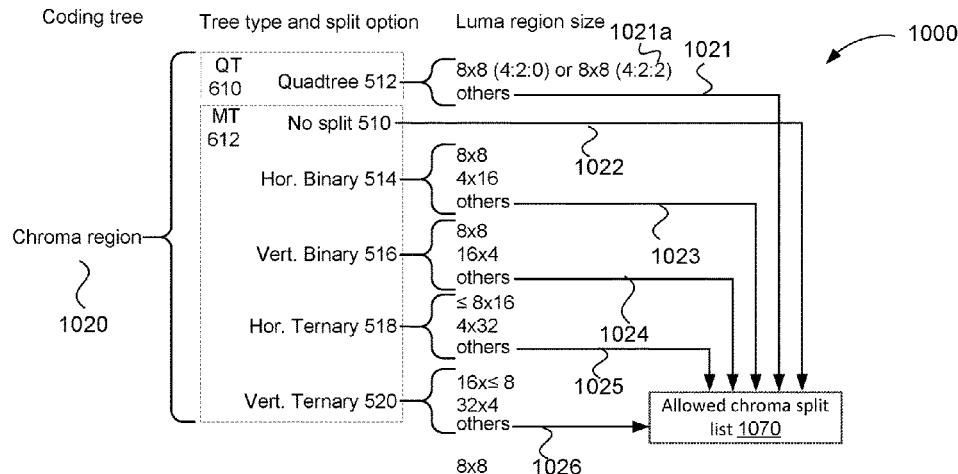 Coding tree
Tree type and split option
Luma region size
1000
1021a
1021
QT
610
Quadtree 512
8x8 (4:2:0) or 8x8 (4:2:2)
others
MT
612
No split 510
1022
8x8
Hor. Binary 514
4x16
others
1023
Chroma region
1020
8x8
Vert. Binary 516
16x4
others
1024
≤ 8x16
Hor. Ternary 518
4x32
others
1025
16x≤ 8
Vert. Ternary 520
32x4
others
1026
Allowed chroma split
list 1070
8x8